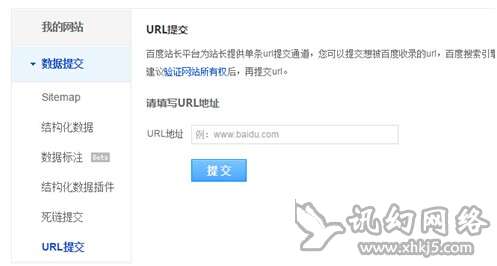 我的网站
数据提交
Sitemap
结构化数据
数据标注 Beta
结构化数据插件
死链提交
URL提交
URL提交
百度站长平台为站长提供单条url提交通道，您可以提交想被百度收录的url，百度搜索引擎
建议验证网站所有权后，再提交url。
请填写URL地址
URL地址 例：www.baidu.com
提交
讯幻网络
www.xhkj5.com